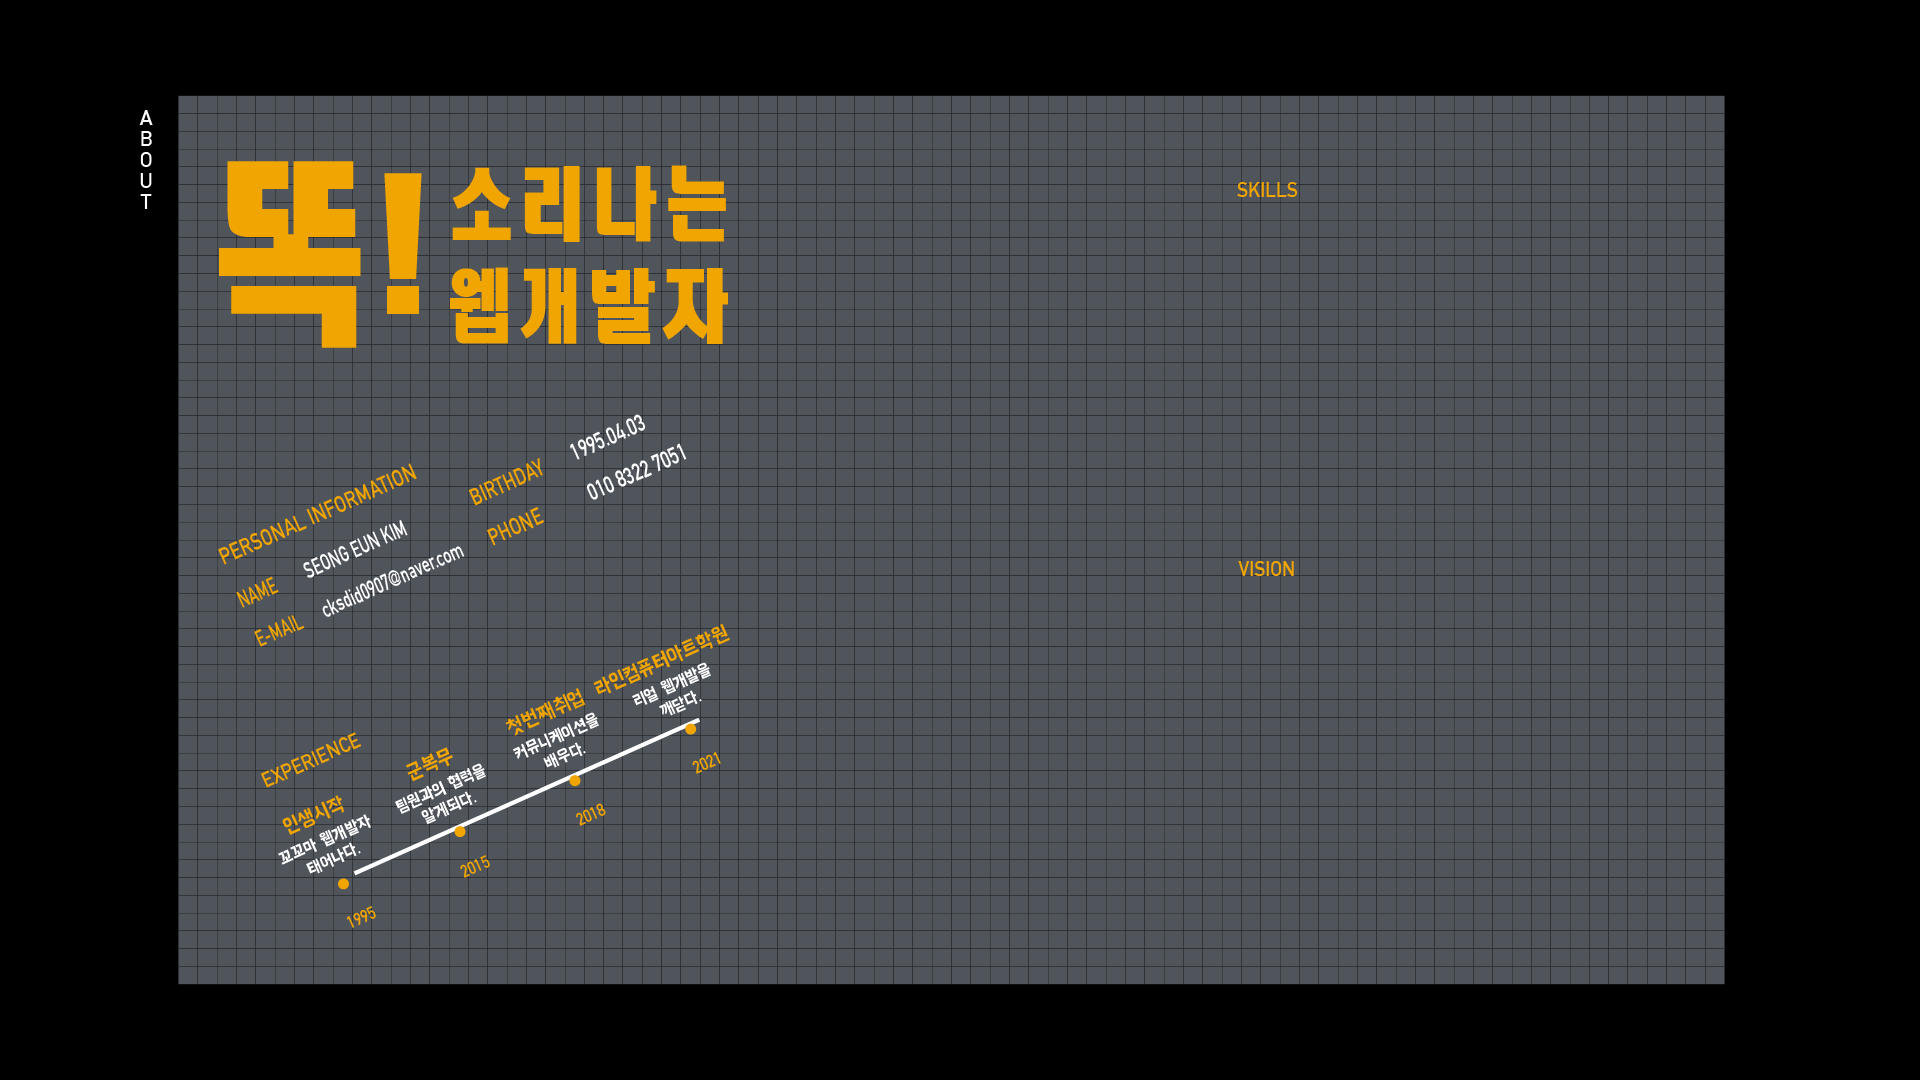 ABOUT
똑!
소리나는
웹개발자
SKILLS
PERSONAL INFORMATION
NAME SEONG EUN KIM
E-MAIL cksdid0907@naver.com
BIRTHDAY 1995.04.03
PHONE 010 8322 7051
VISION
EXPERIENCE
인생시작
꼬꼬마 웹개발자
태어나다.
1995
군복무
팀원과의 협력을
알게되다.
2015
첫번째취업
커뮤니케이션을
배우다.
2018
라인컴퓨터아트학원
리얼 웹개발을
깨닫다.
2021